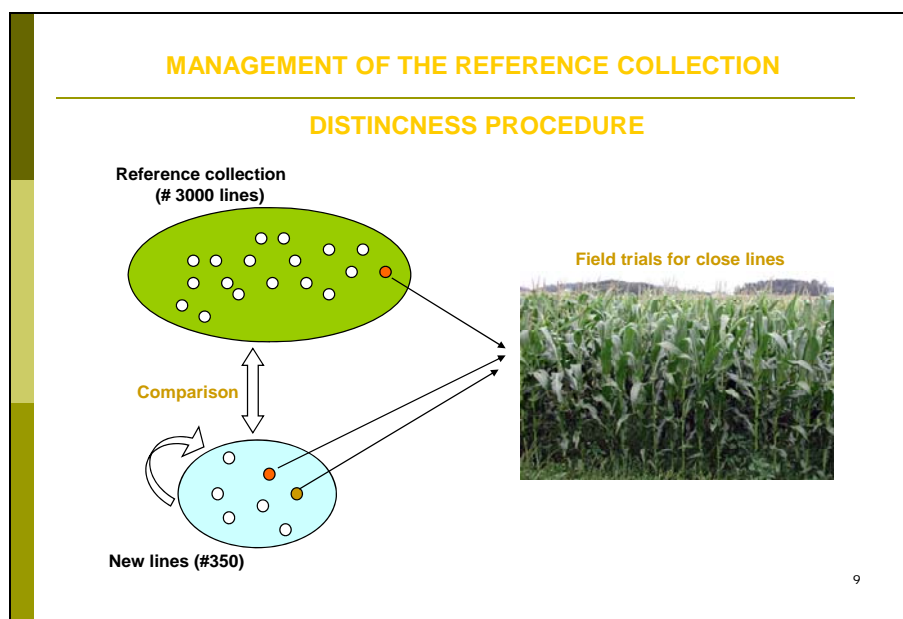 MANAGEMENT OF THE REFERENCE COLLECTION
DISTINCNESS PROCEDURE
Reference collection
(# 3000 lines)
Field trials for close lines
Comparison
New lines (#350)
9